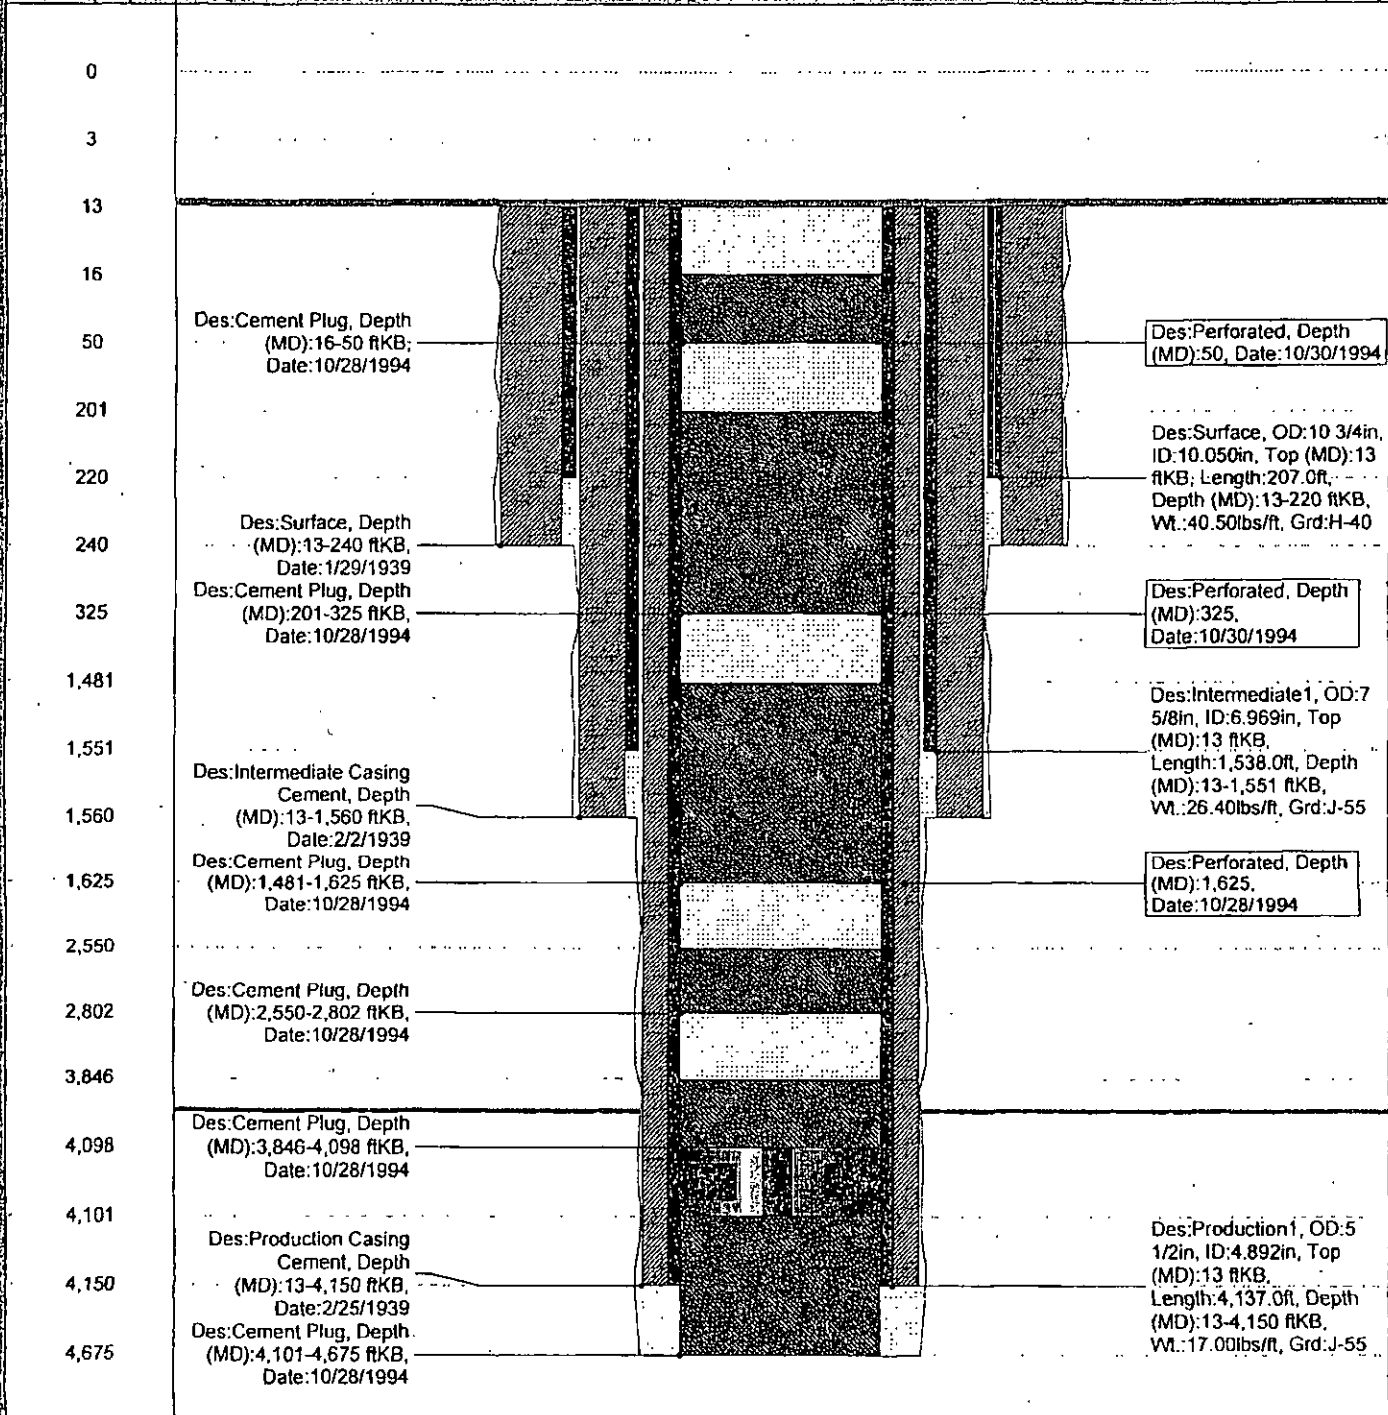 0
3
13
16
50
201
220
240
325
1,481
1,551
1,560
1,625
2,550
2,802
3,846
4,098
4,101
4,150
4,675
Des:Cement Plug, Depth
(MD):16-50 ftKB;
Date:10/28/1994
Des:Surface, Depth
(MD):13-240 ftKB,
Date:1/29/1939
Des:Cement Plug, Depth
(MD):201-325 ftKB,
Date:10/28/1994
Des:Intermediate Casing
Cement, Depth
(MD):13-1,560 ftKB,
Date:2/2/1939
Des:Cement Plug, Depth
(MD):1,481-1,625 ftKB,
Date:10/28/1994
Des:Cement Plug, Depth
(MD):2,550-2,802 ftKB,
Date:10/28/1994
Des:Cement Plug, Depth
(MD):3,846-4,098 ftKB,
Date:10/28/1994
Des:Production Casing
Cement, Depth
(MD):13-4,150 ftKB,
Date:2/25/1939
Des:Cement Plug, Depth
(MD):4,101-4,675 ftKB,
Date:10/28/1994
Des:Perforated, Depth
(MD):50, Date:10/30/1994
Des:Surface, OD:10 3/4in,
ID:10.050in, Top (MD):13
ftKB, Length:207.0ft,
Depth (MD):13-220 ftKB,
Wt.:40.50lbs/ft, Grd:H-40
Des:Perforated, Depth
(MD):325,
Date:10/30/1994
Des:Intermediate1, OD:7
5/8in, ID:6.969in, Top
(MD):13 ftKB,
Length:1,538.0ft, Depth
(MD):13-1,551 ftKB,
Wt.:26.40lbs/ft, Grd:J-55
Des:Perforated, Depth
(MD):1,625,
Date:10/28/1994
Des:Production1, OD:5
1/2in, ID:4.892in, Top
(MD):13 ftKB,
Length:4,137.0ft, Depth
(MD):13-4,150 ftKB,
Wt.:17.00lbs/ft, Grd:J-55